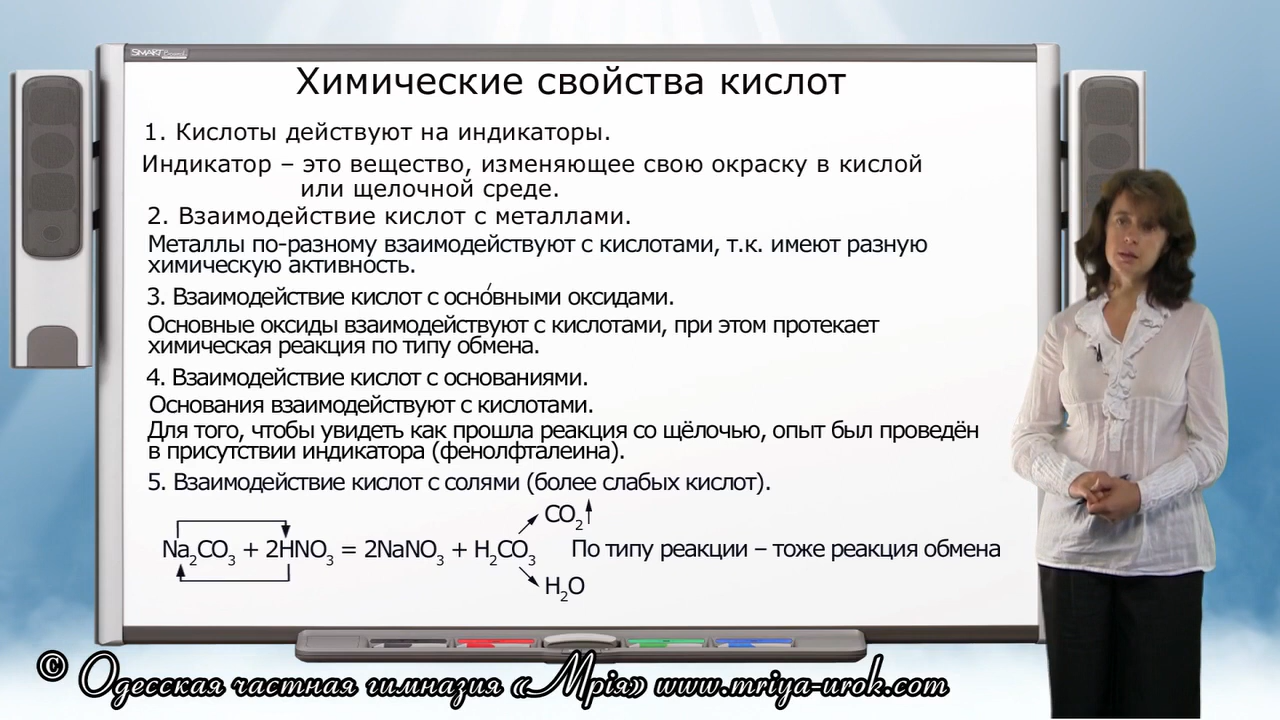 SMART Board
Химические свойства кислот
1. Кислоты действуют на индикаторы.
Индикатор – это вещество, изменяющее свою окраску в кислой
или щелочной среде.
2. Взаимодействие кислот с металлами.
Металлы по-разному взаимодействуют с кислотами, т.к. имеют разную
химическую активность.
3. Взаимодействие кислот с осно́вными оксидами.
Основные оксиды взаимодействуют с кислотами, при этом протекает
химическая реакция по типу обмена.
4. Взаимодействие кислот с основаниями.
Основания взаимодействуют с кислотами.
Для того, чтобы увидеть как прошла реакция со щёлочью, опыт был проведён
в присутствии индикатора (фенолфталеина).
5. Взаимодействие кислот с солями (более слабых кислот).
CO₂↑
Na₂CO₃ + 2HNO₃ = 2NaNO₃ + H₂CO₃ По типу реакции – тоже реакция обмена
H₂O
© Одесская частная гимназия «Мрія» www.mriya-urok.com